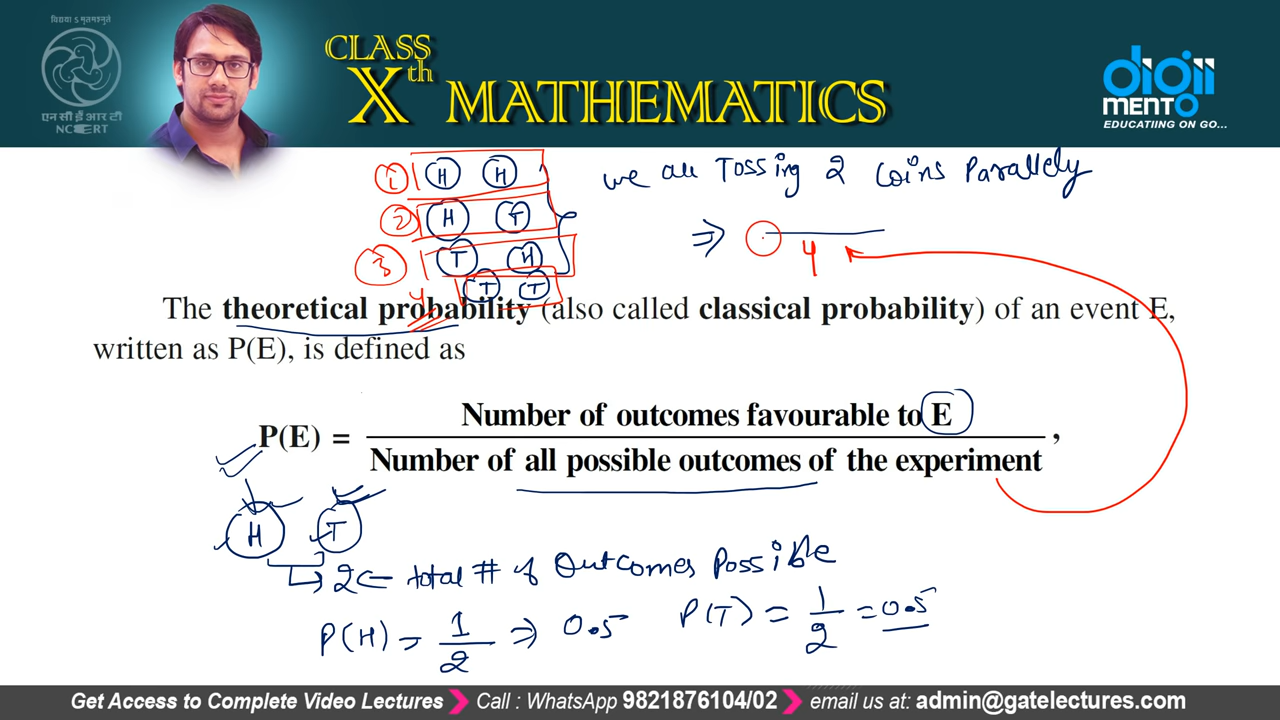 विद्यया ऽ मृतमश्नुते
एन सी ई आर टी
NCERT
CLASS
Xth MATHEMATICS
digii
mento
EDUCATIING ON GO...
1 H H
2 H T
3 T H
4 T T
we are Tossing 2 Coins Parallely
⇒ 4
The theoretical probability (also called classical probability) of an event E,
written as P(E), is defined as
P(E) = Number of outcomes favourable to E
Number of all possible outcomes of the experiment ,
H T
2 ← total # of Outcomes Possible
P(H) = 1/2 ⇒ 0.5 P(T) = 1/2 = 0.5
Get Access to Complete Video Lectures Call : WhatsApp 9821876104/02 email us at: admin@gatelectures.com